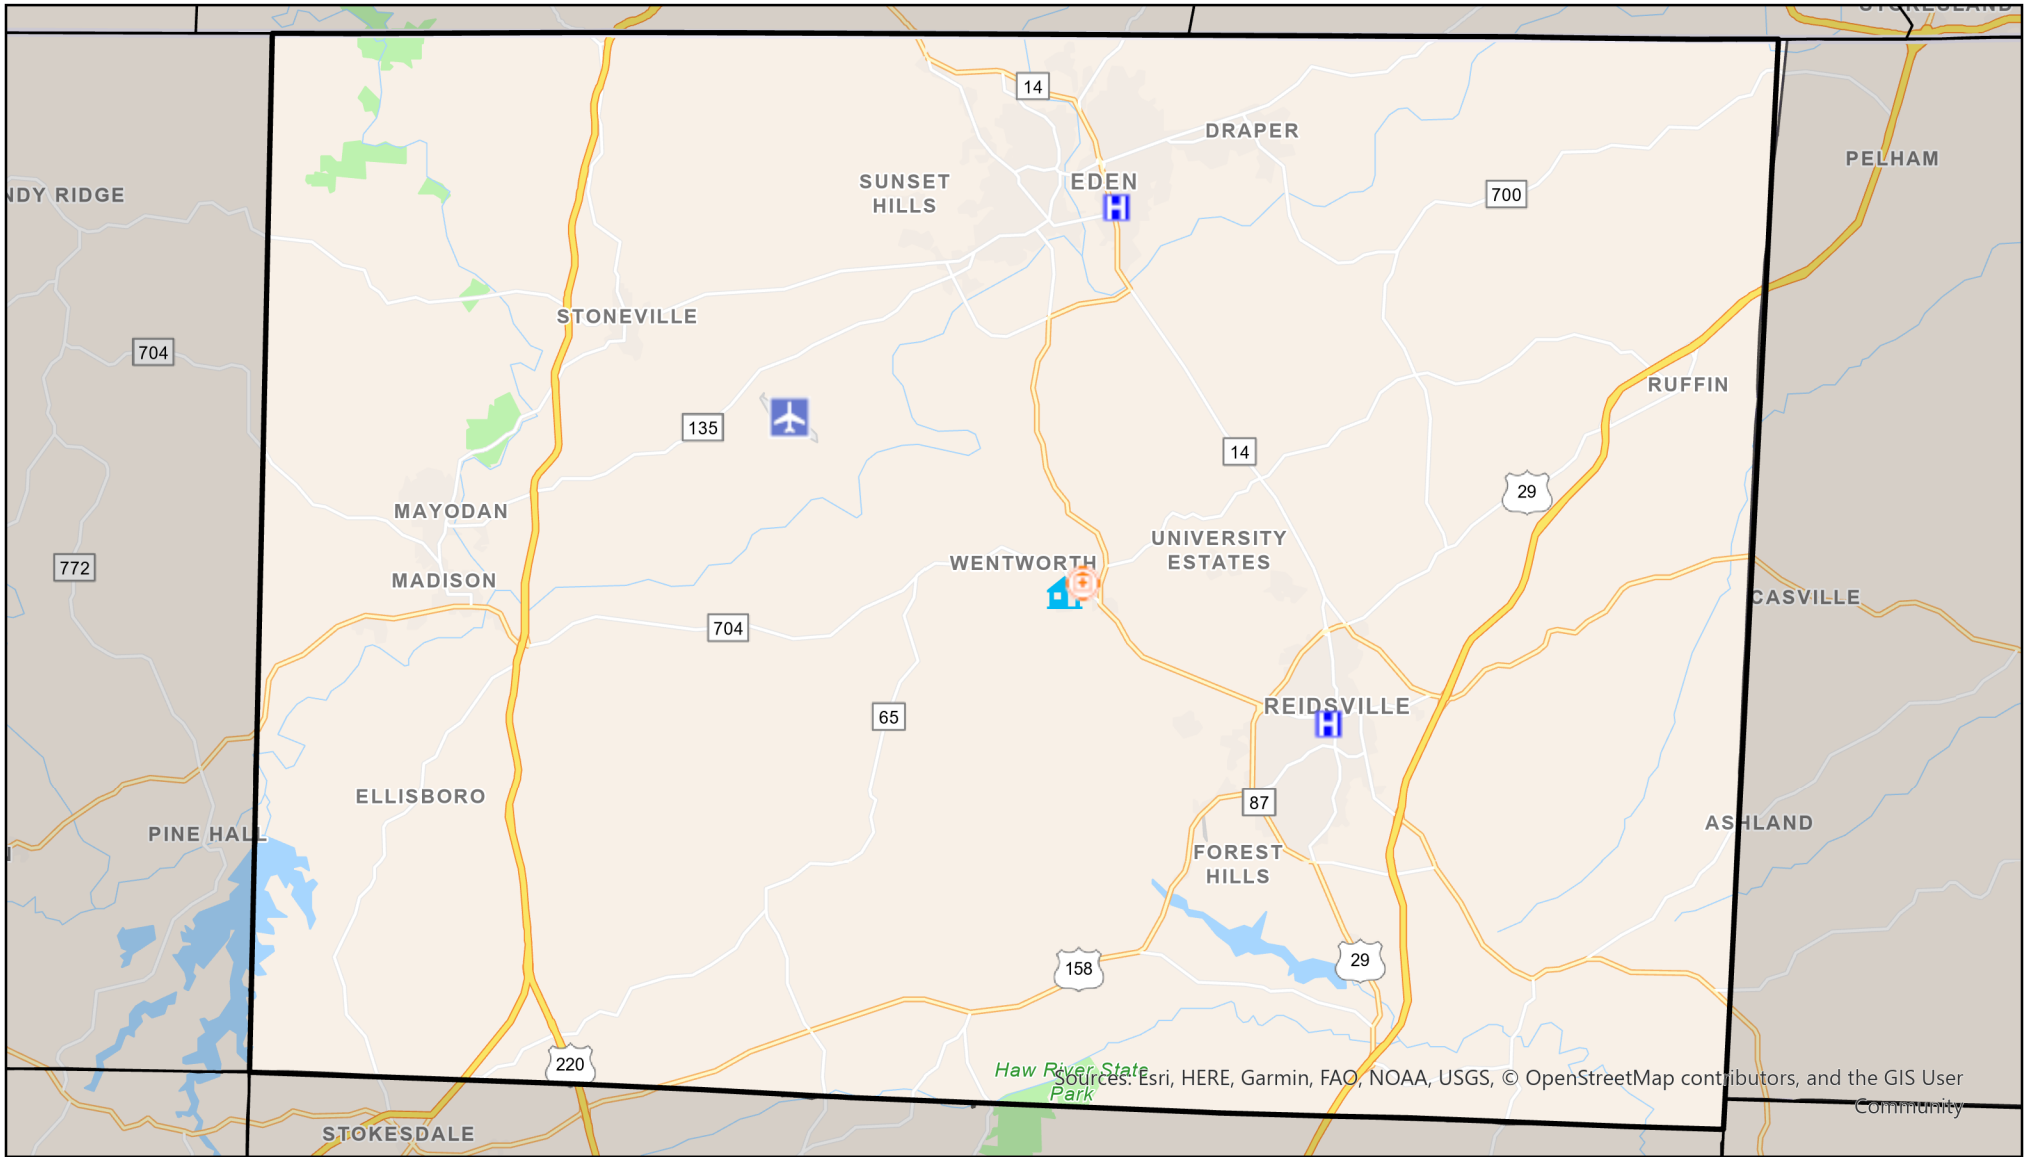 14
DRAPER
PELHAM
SUNSET
HILLS
EDEN
NDY RIDGE
700
STONEVILLE
704
RUFFIN
135
14
29
MAYODAN
WENTWORTH
UNIVERSITY
ESTATES
772
MADISON
CASVILLE
704
REIDSVILLE
H
H
65
ELLISBORO
87
PINE HALL
ASHLAND
FOREST
HILLS
158
29
220
Haw River State
Park
Sources: Esri, HERE, Garmin, FAO, NOAA, USGS, © OpenStreetMap contributors, and the GIS User
Community
STOKESDALE